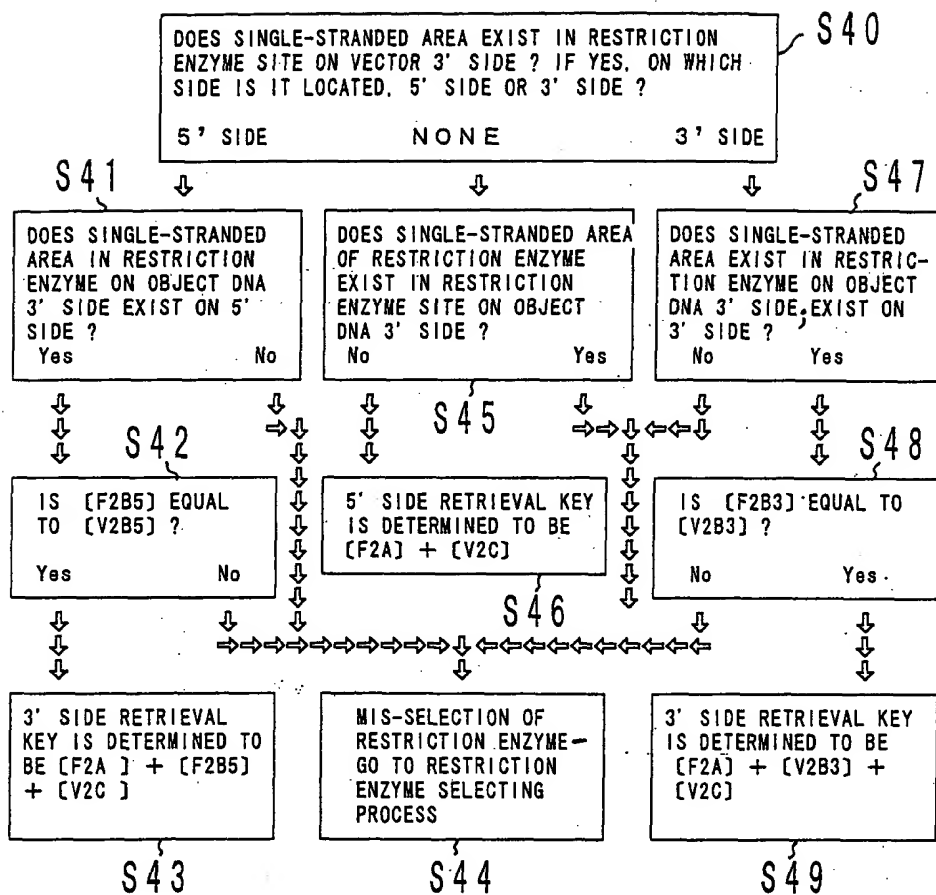 S40
DOES SINGLE-STRANDED AREA EXIST IN RESTRICTION
ENZYME SITE ON VECTOR 3' SIDE ? IF YES, ON WHICH
SIDE IS IT LOCATED, 5' SIDE OR 3' SIDE ?
5' SIDE NONE 3' SIDE
S41
DOES SINGLE-STRANDED
AREA IN RESTRICTION
ENZYME ON OBJECT DNA
3' SIDE EXIST ON 5'
SIDE ?
Yes No
DOES SINGLE-STRANDED AREA
OF RESTRICTION ENZYME
EXIST IN RESTRICTION
ENZYME SITE ON OBJECT
DNA 3' SIDE ?
No Yes
S45
S47
DOES SINGLE-STRANDED
AREA EXIST IN RESTRIC-
TION ENZYME ON OBJECT
DNA 3' SIDE, EXIST ON
3' SIDE ?
No Yes
S42
IS [F2B5] EQUAL
TO [V2B5] ?
Yes No
5' SIDE RETRIEVAL KEY
IS DETERMINED TO BE
[F2A] + [V2C]
S46
S48
IS [F2B3] EQUAL TO
[V2B3] ?
No Yes.
3' SIDE RETRIEVAL
KEY IS DETERMINED TO
BE [F2A ] + [F2B5]
+ [V2C ]
S43
MIS-SELECTION OF
RESTRICTION ENZYME-
GO TO RESTRICTION
ENZYME SELECTING
PROCESS
S44
3' SIDE RETRIEVAL KEY
IS DETERMINED TO BE
[F2A] + [V2B3] +
[V2C]
S49